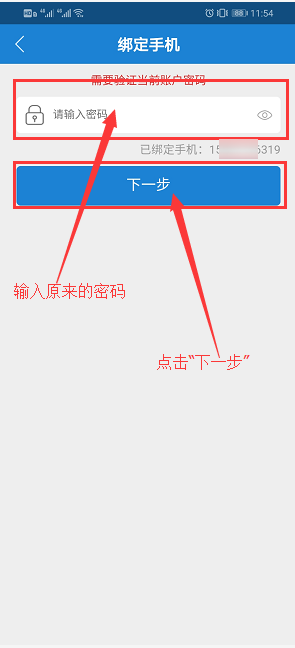 11:54
绑定手机
需要验证当前账户密码
请输入密码
已绑定手机：15 6319
下一步
输入原来的密码
点击“下一步”